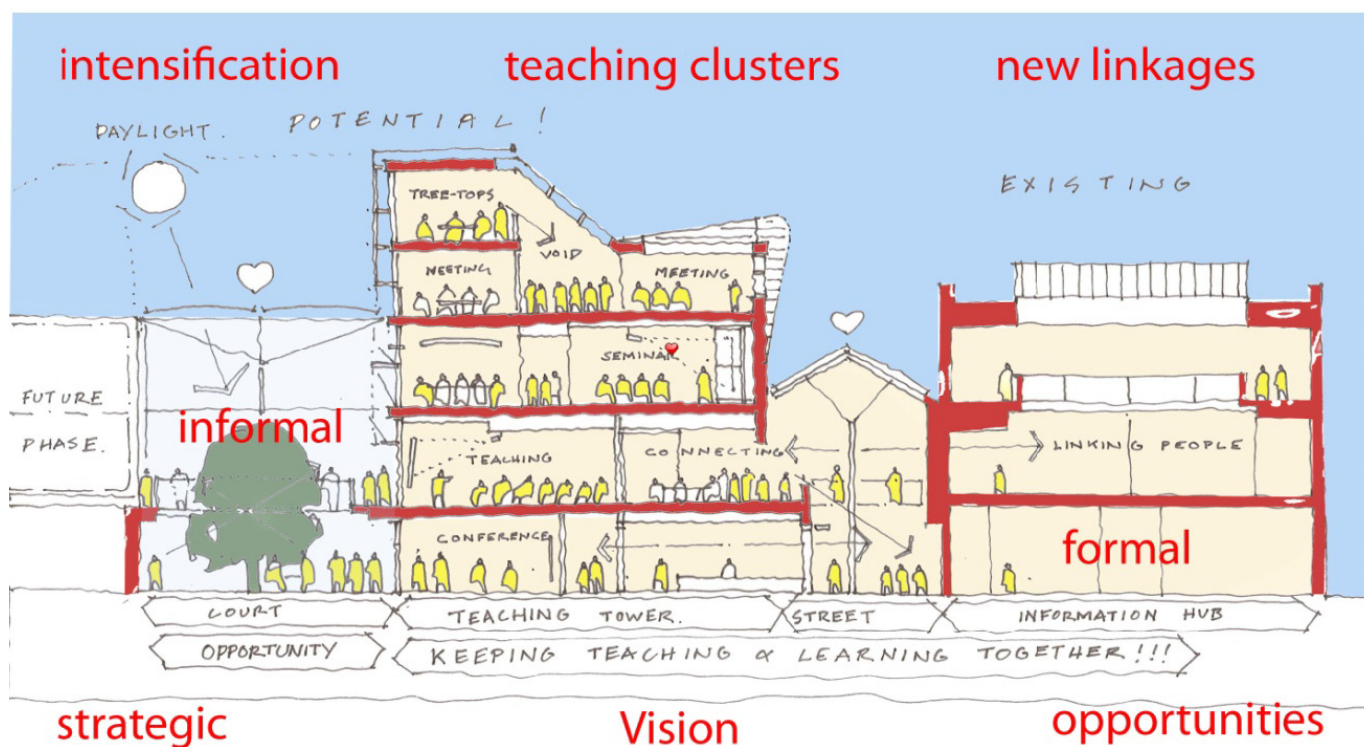 intensification
teaching clusters
new linkages
DAYLIGHT.
POTENTIAL!
EXISTING
TREE-TOPS
VOID
MEETING
MEETING
SEMINAR
FUTURE
PHASE.
informal
TEACHING
CONNECTING
LINKING PEOPLE
CONFERENCE
formal
COURT
TEACHING TOWER.
STREET
INFORMATION HUB
OPPORTUNITY
KEEPING TEACHING & LEARNING TOGETHER!!!
strategic
Vision
opportunities